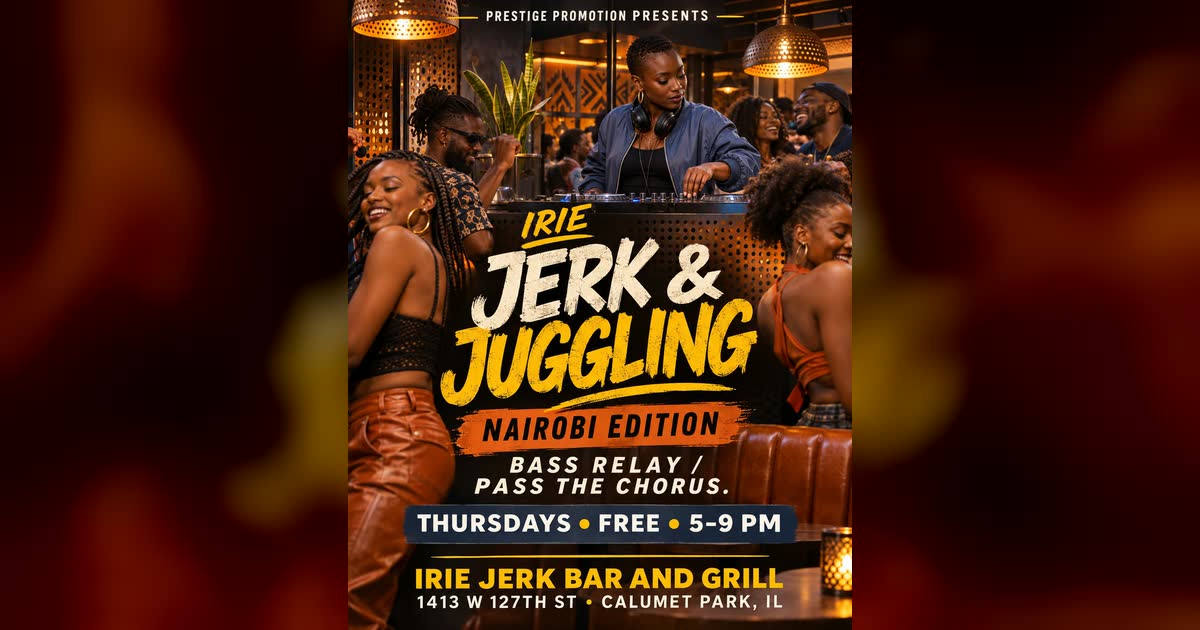 PRESTIGE PROMOTION PRESENTS
IRIE
JERK &
JUGGLING
NAIROBI EDITION
BASS RELAY /
PASS THE CHORUS.
THURSDAYS • FREE • 5-9 PM
IRIE JERK BAR AND GRILL
1413 W 127TH ST • CALUMET PARK, IL